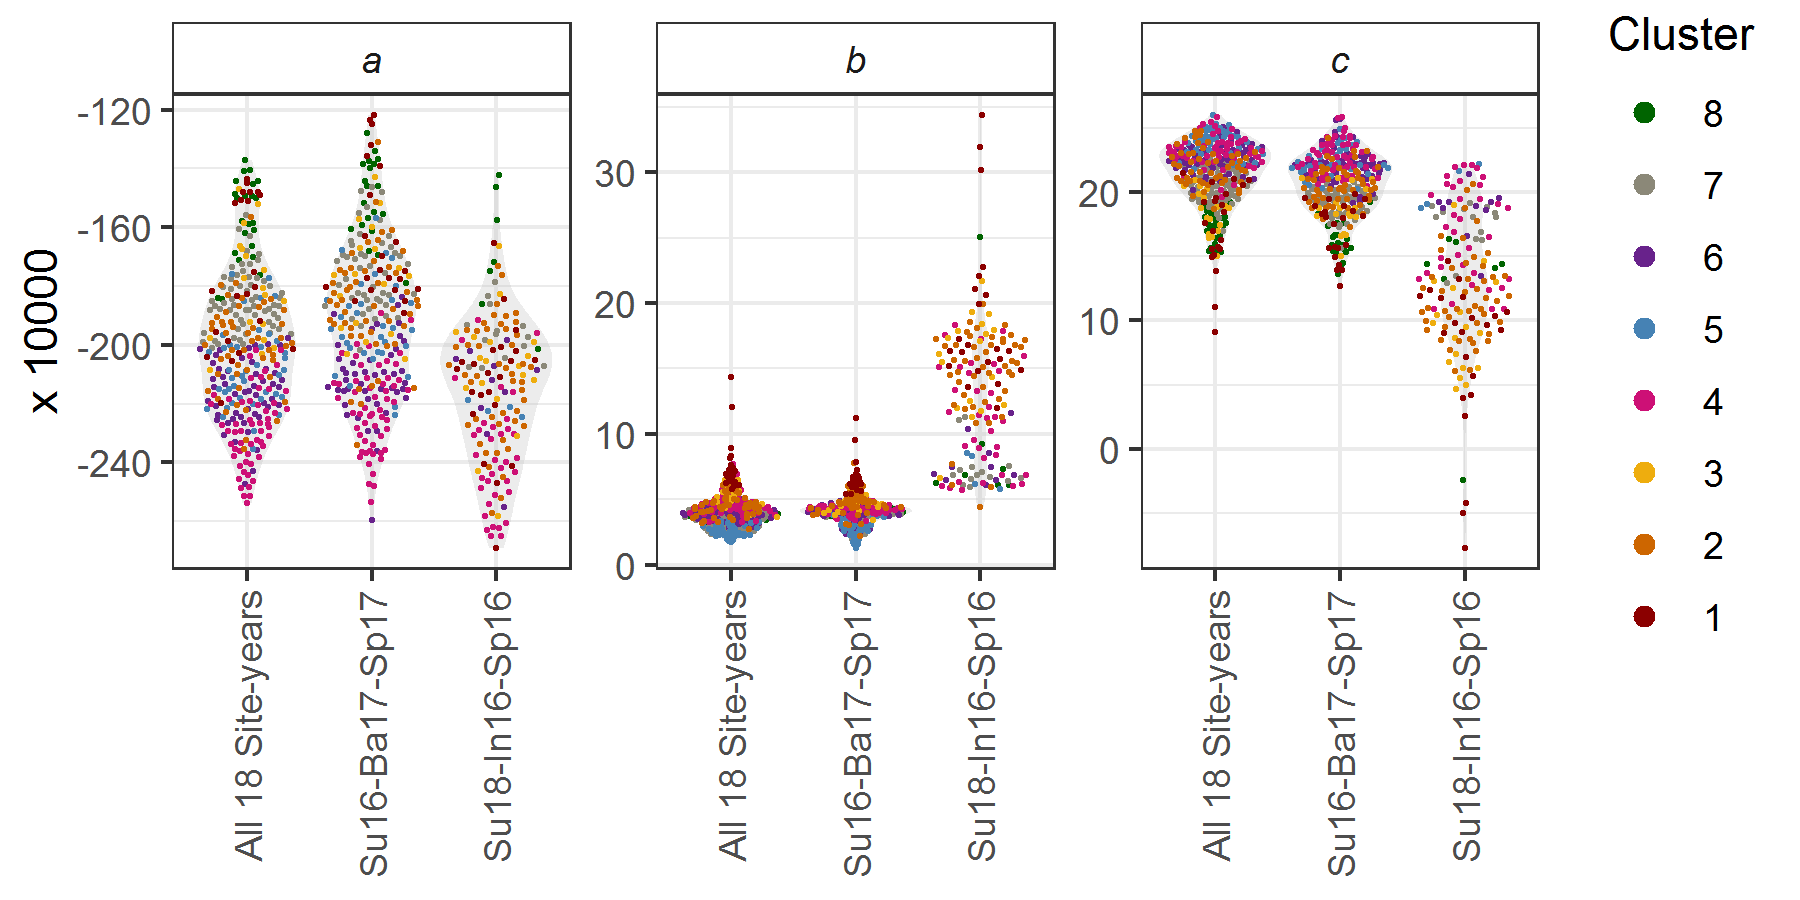 a
b
c
x 10000
-120
-160
-200
-240
30
20
10
0
20
10
0
All 18 Site-years
Su16-Ba17-Sp17
Su18-In16-Sp16
All 18 Site-years
Su16-Ba17-Sp17
Su18-In16-Sp16
All 18 Site-years
Su16-Ba17-Sp17
Su18-In16-Sp16
Cluster
8
7
6
5
4
3
2
1